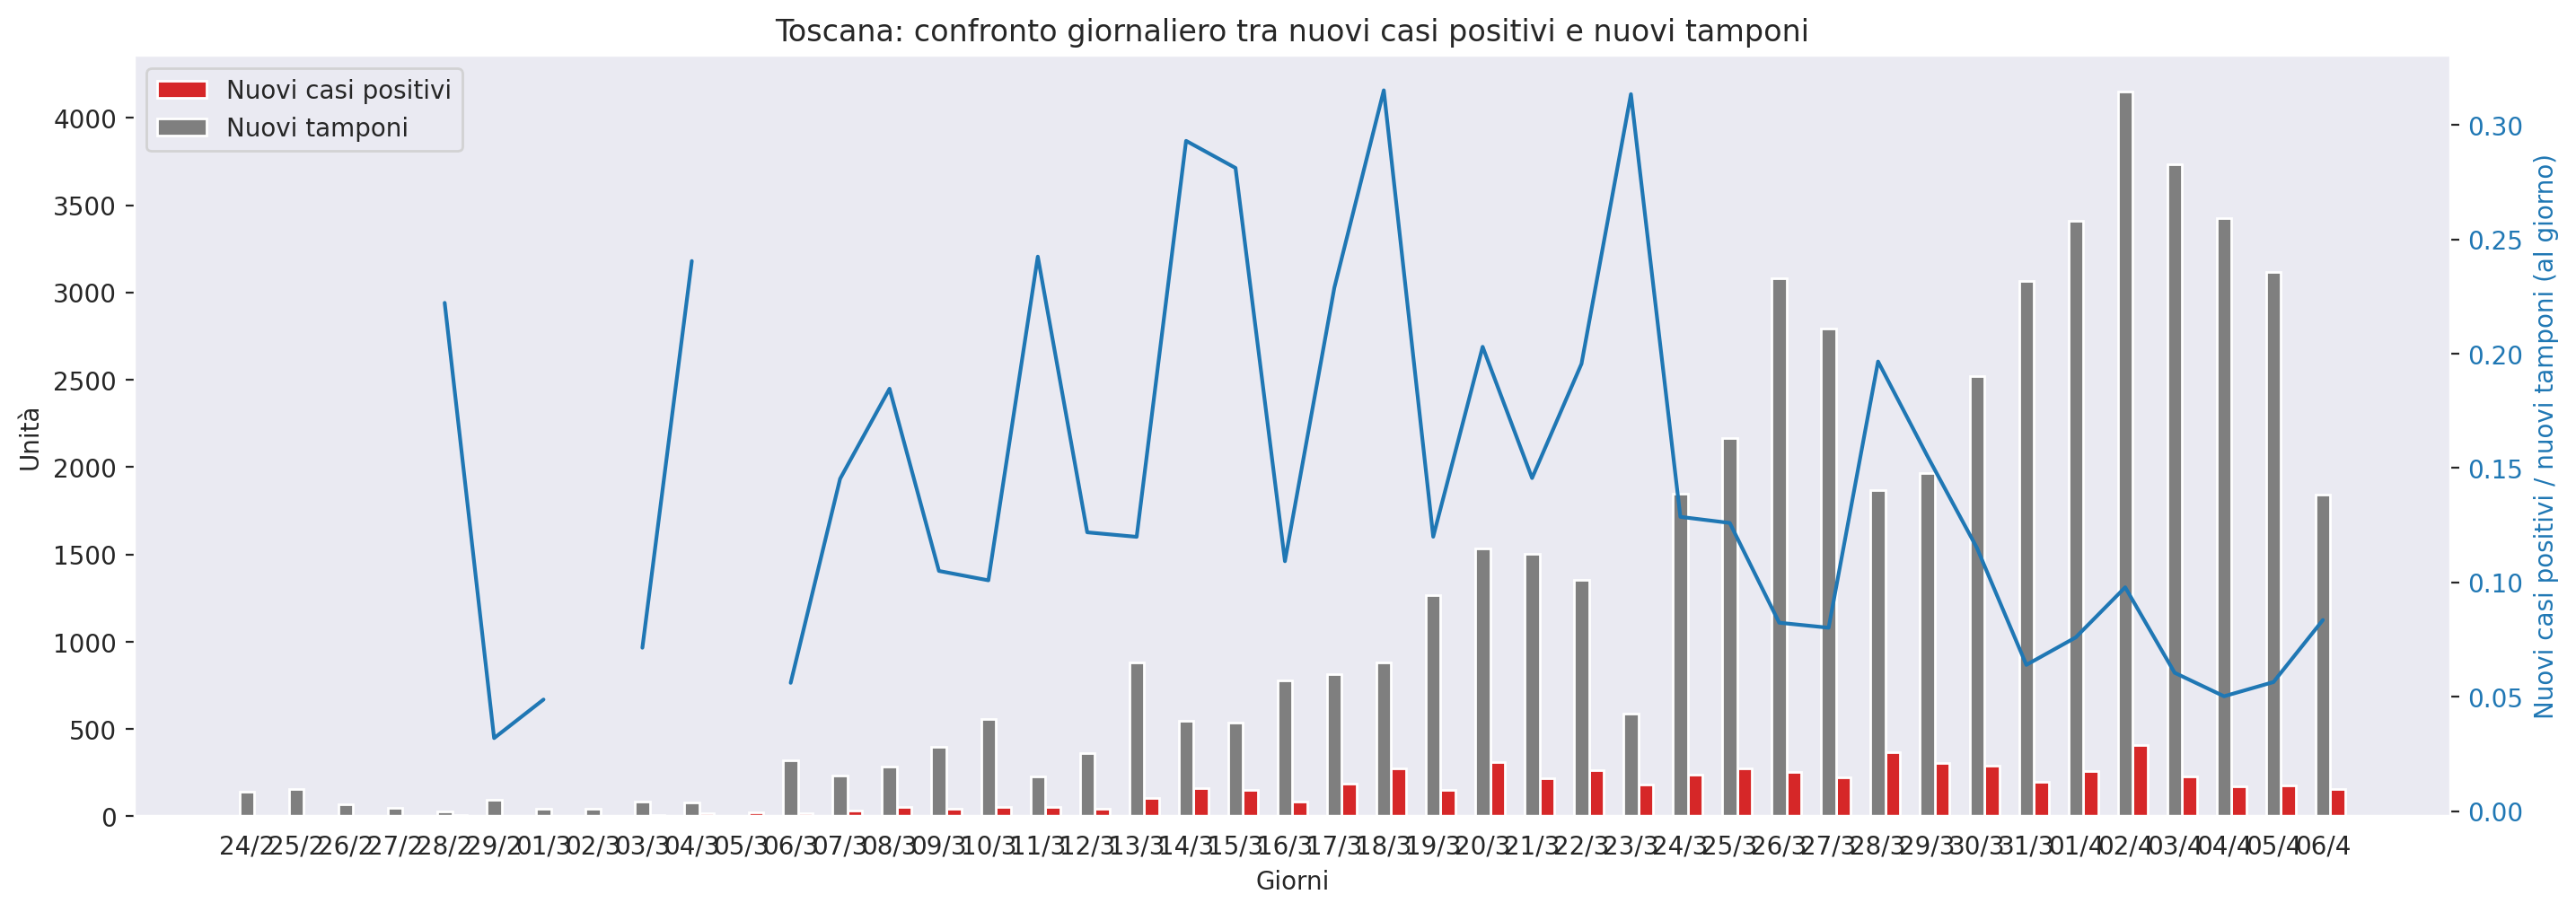 Toscana: confronto giornaliero tra nuovi casi positivi e nuovi tamponi
Nuovi casi positivi
Nuovi tamponi
4000
3500
3000
2500
2000
1500
1000
500
0
Unità
0.30
0.25
0.20
0.15
0.10
0.05
0.00
Nuovi casi positivi / nuovi tamponi (al giorno)
24/2 25/2 26/2 27/2 28/2 29/2 01/3 02/3 03/3 04/3 05/3 06/3 07/3 08/3 09/3 10/3 11/3 12/3 13/3 14/3 15/3 16/3 17/3 18/3 19/3 20/3 21/3 22/3 23/3 24/3 25/3 26/3 27/3 28/3 29/3 30/3 31/3 01/4 02/4 03/4 04/4 05/4 06/4
Giorni